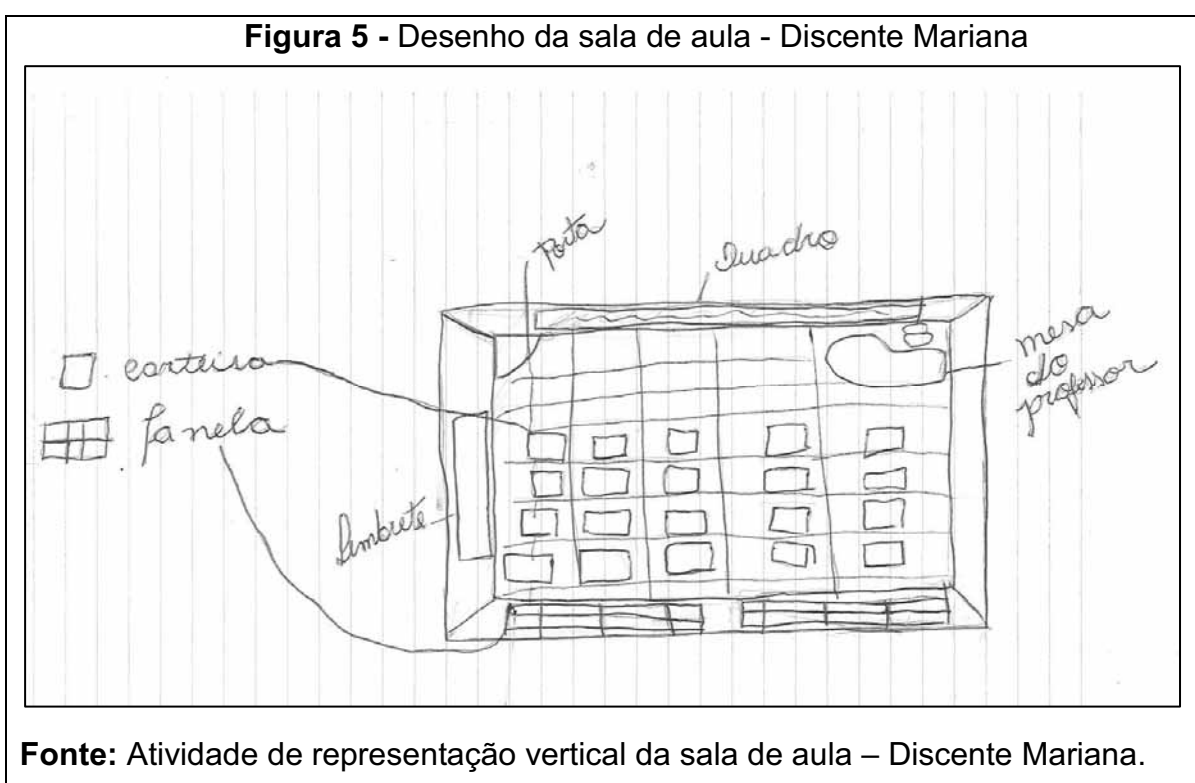 Figura 5 - Desenho da sala de aula - Discente Mariana
Porta
Quadro
carteira
janela
mesa
do
professor
Lembrete
Fonte: Atividade de representação vertical da sala de aula – Discente Mariana.